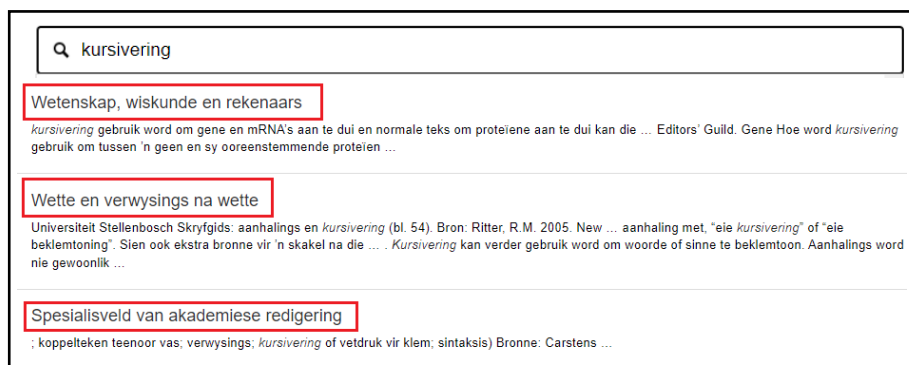 kursivering
Wetenskap, wiskunde en rekenaars
kursivering gebruik word om gene en mRNA's aan te dui en normale teks om proteïene aan te dui kan die ... Editors' Guild. Gene Hoe word kursivering
gebruik om tussen 'n geen en sy ooreenstemmende proteïen ...
Wette en verwysings na wette
Universiteit Stellenbosch Skryfgids: aanhalings en kursivering (bl. 54). Bron: Ritter, R.M. 2005. New ... aanhaling met, “eie kursivering” of “eie
beklemtoning”. Sien ook ekstra bronne vir 'n skakel na die ... . Kursivering kan verder gebruik word om woorde of sinne te beklemtoon. Aanhalings word
nie gewoonlik ...
Spesialisveld van akademiese redigering
; koppelteken teenoor vas; verwysings; kursivering of vetdruk vir klem; sintaksis) Bronne: Carstens ...